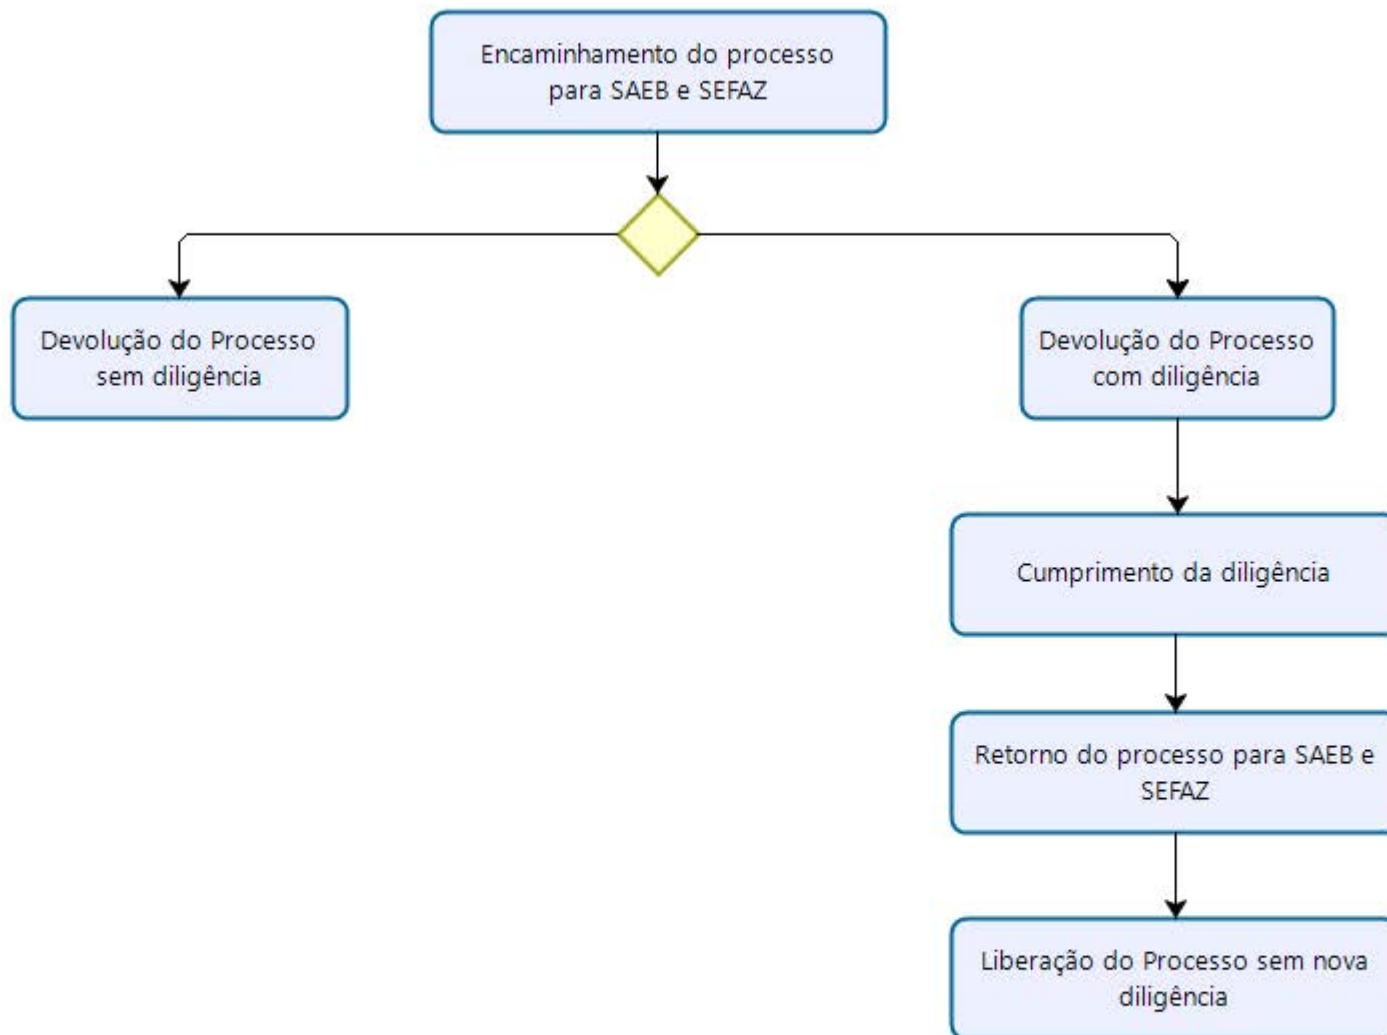 Encaminhamento do processo
para SAEB e SEFAZ
Devolução do Processo
sem diligência
Devolução do Processo
com diligência
Cumprimento da diligência
Retorno do processo para SAEB e
SEFAZ
Liberação do Processo sem nova
diligência